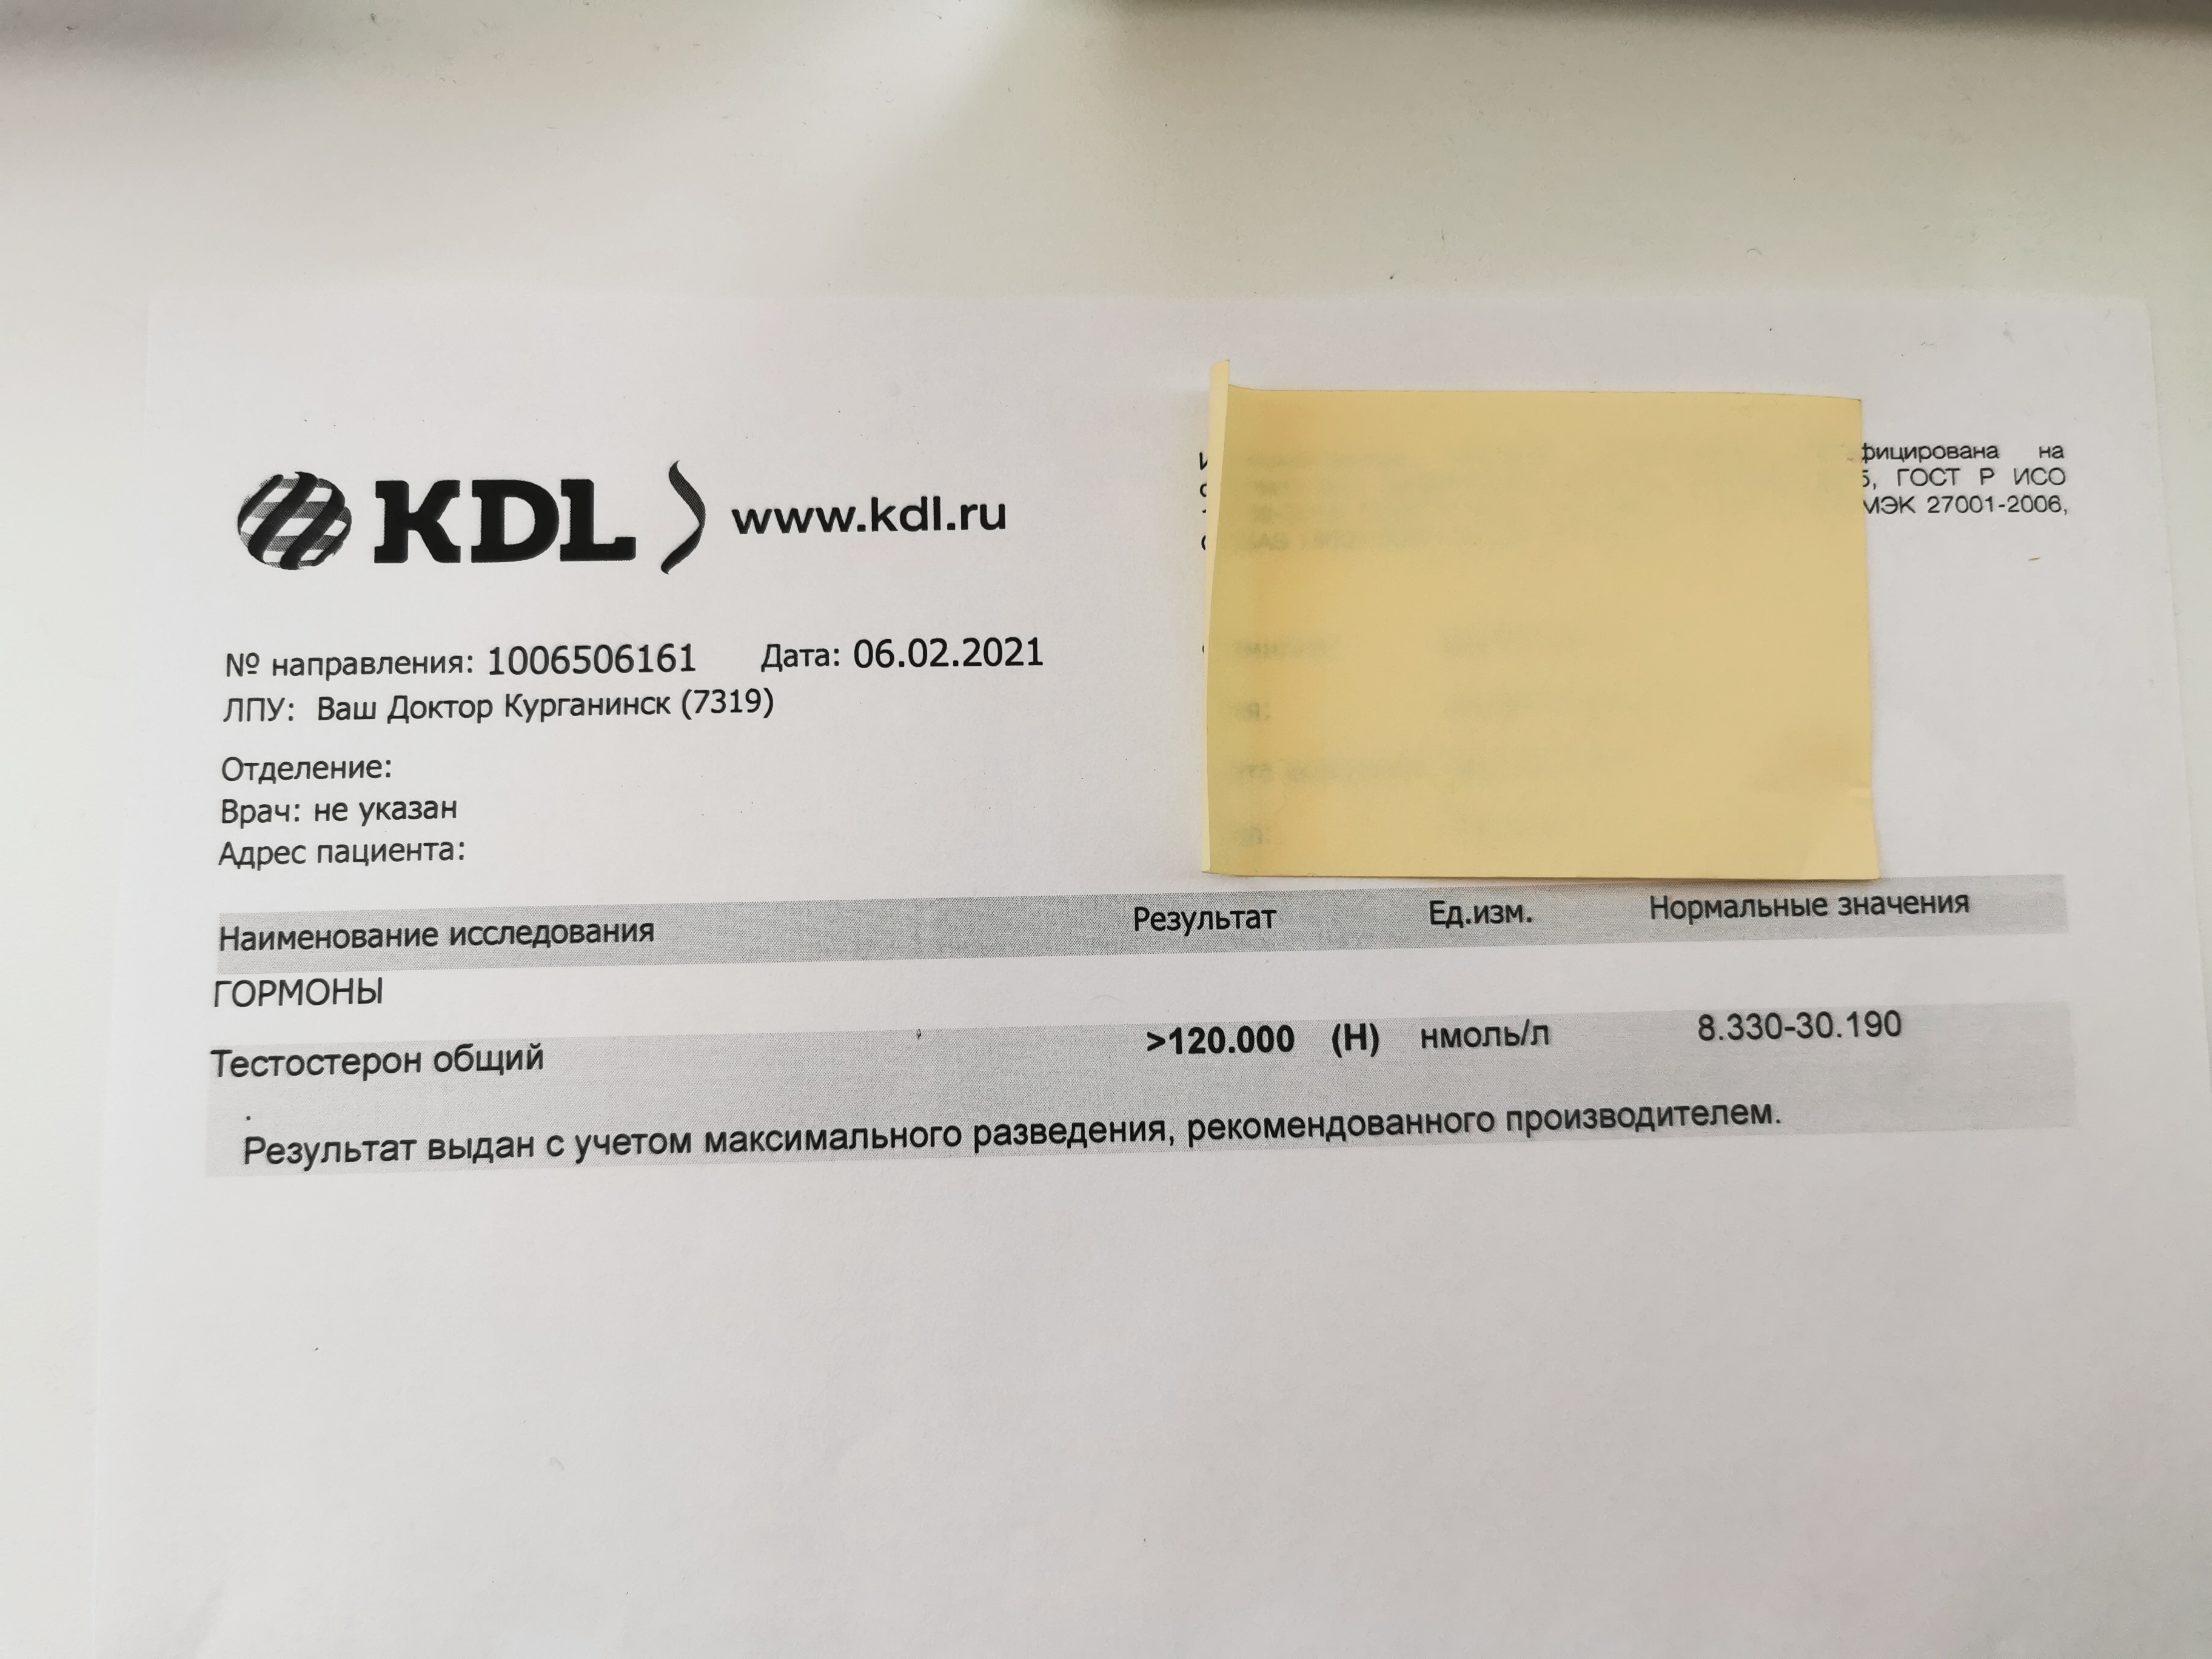 KDL www.kdl.ru
фицирована на
5, ГОСТ Р ИСО
МЭК 27001-2006,
№ направления: 1006506161 Дата: 06.02.2021
ЛПУ: Ваш Доктор Курганинск (7319)
Отделение:
Врач: не указан
Адрес пациента:
Наименование исследования Результат Ед.изм. Нормальные значения
ГОРМОНЫ
Тестостерон общий >120.000 (H) нмоль/л 8.330-30.190
.
Результат выдан с учетом максимального разведения, рекомендованного производителем.